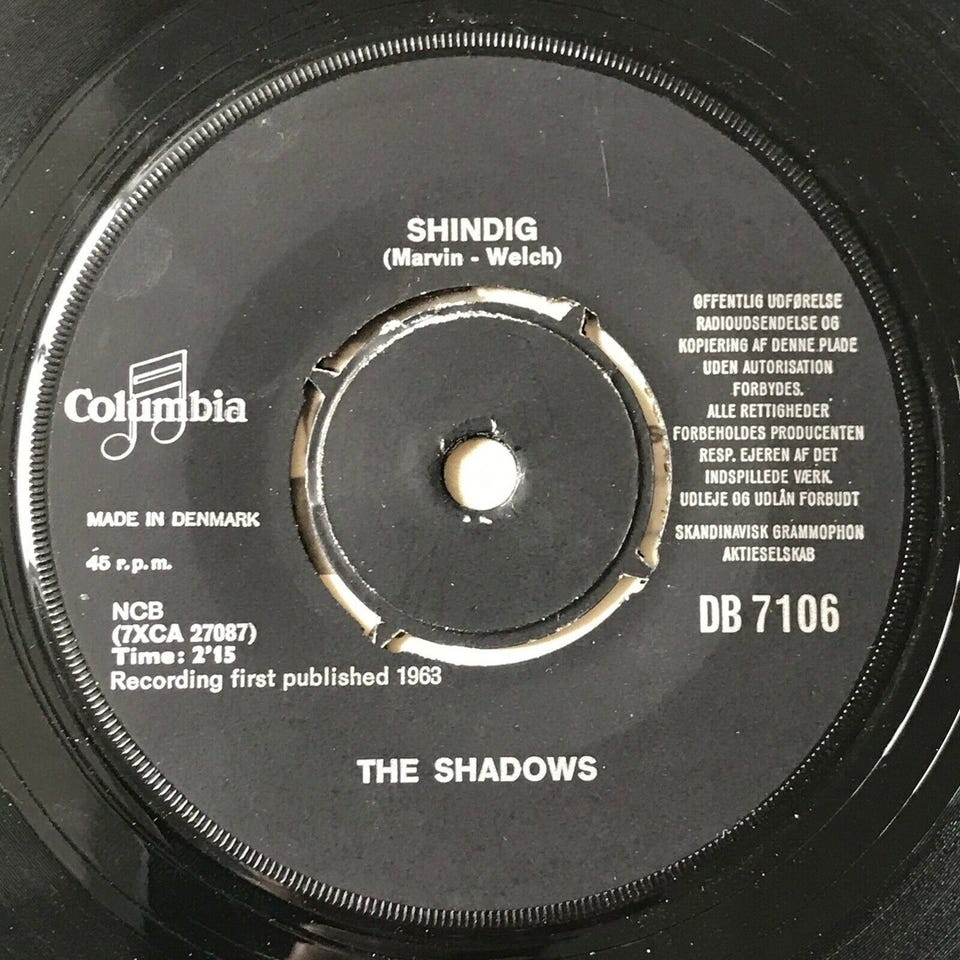 SHINDIG
(Marvin - Welch)
Columbia
MADE IN DENMARK
45 r.p.m.
NCB
(7XCA 27087)
Time: 2'15
Recording first published 1963
ØFFENTLIG UDFØRELSE
RADIOUDSENDELSE OG
KOPIERING AF DENNE PLADE
UDEN AUTORISATION
FORBYDES.
ALLE RETTIGHEDER
FORBEHOLDES PRODUCENTEN
RESP. EJEREN AF DET
INDSPILLEDE VÆRK.
UDLEJE OG UDLÅN FORBUDT
SKANDINAVISK GRAMMOPHON
AKTIESELSKAB
DB 7106
THE SHADOWS